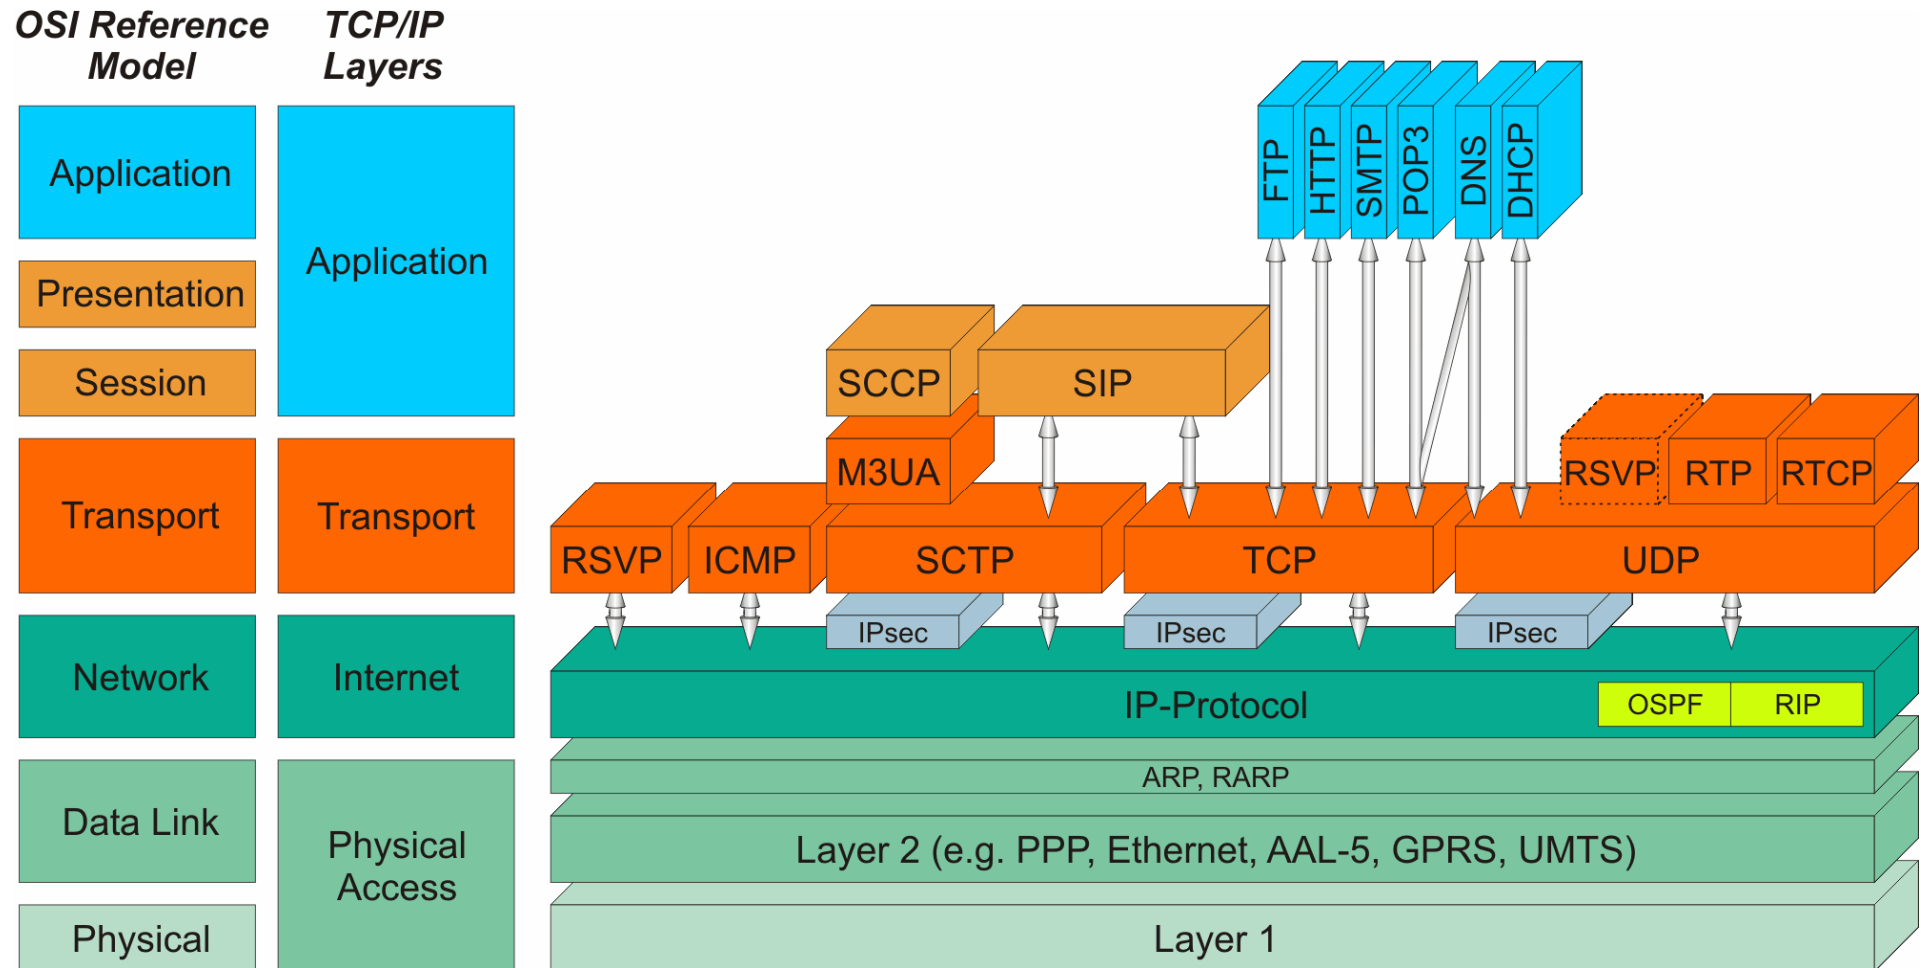 OSI Reference
Model
TCP/IP
Layers
Application
Presentation
Session
Transport
Network
Data Link
Physical
Application
Transport
Internet
Physical
Access
FTP
HTTP
SMTP
POP3
DNS
DHCP
SCCP
SIP
M3UA
RSVP
RTP
RTCP
RSVP
ICMP
SCTP
TCP
UDP
IPsec
IPsec
IPsec
IP-Protocol
OSPF
RIP
ARP, RARP
Layer 2 (e.g. PPP, Ethernet, AAL-5, GPRS, UMTS)
Layer 1